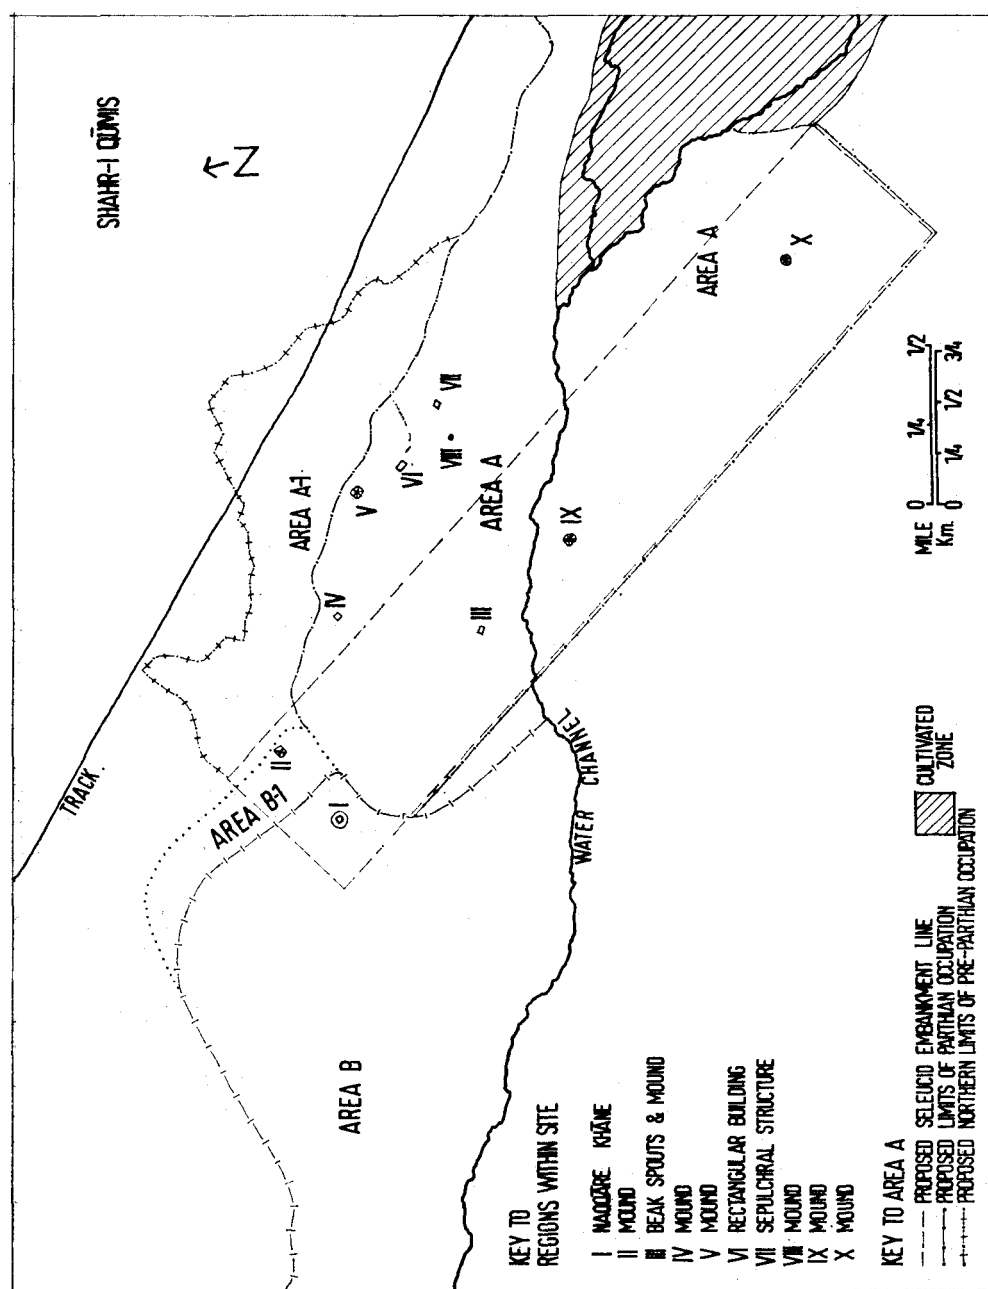 SHAHR-I QŪMIS
N
TRACK
AREA A-1
AREA B-1
AREA A
AREA A
AREA B
I
II
III
IV
V
VI
VII
VIII
IX
X
WATER CHANNEL
KEY TO
REGIONS WITHIN SITE
I NAQQĀRE KHĀNE
II MOUND
III BEAK SPOUTS & MOUND
IV MOUND
V MOUND
VI RECTANGULAR BUILDING
VII SEPULCHRAL STRUCTURE
VIII MOUND
IX MOUND
X MOUND
KEY TO AREA A
PROPOSED SELEUCID EMBANKMENT LINE
PROPOSED LIMITS OF PARTHIAN OCCUPATION
PROPOSED NORTHERN LIMITS OF PRE-PARTHIAN OCCUPATION
CULTIVATED
ZONE
MILE 0 1/4 1/2
Km. 0 1/4 1/2 3/4